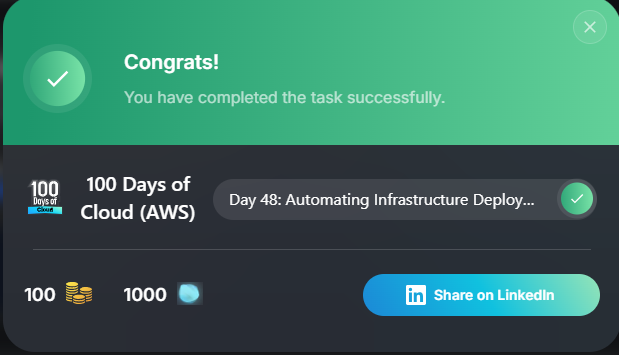 Congrats!
You have completed the task successfully.
100
Days of
Cloud
100 Days of
Cloud (AWS)
Day 48: Automating Infrastructure Deploy...
100
1000
in Share on LinkedIn